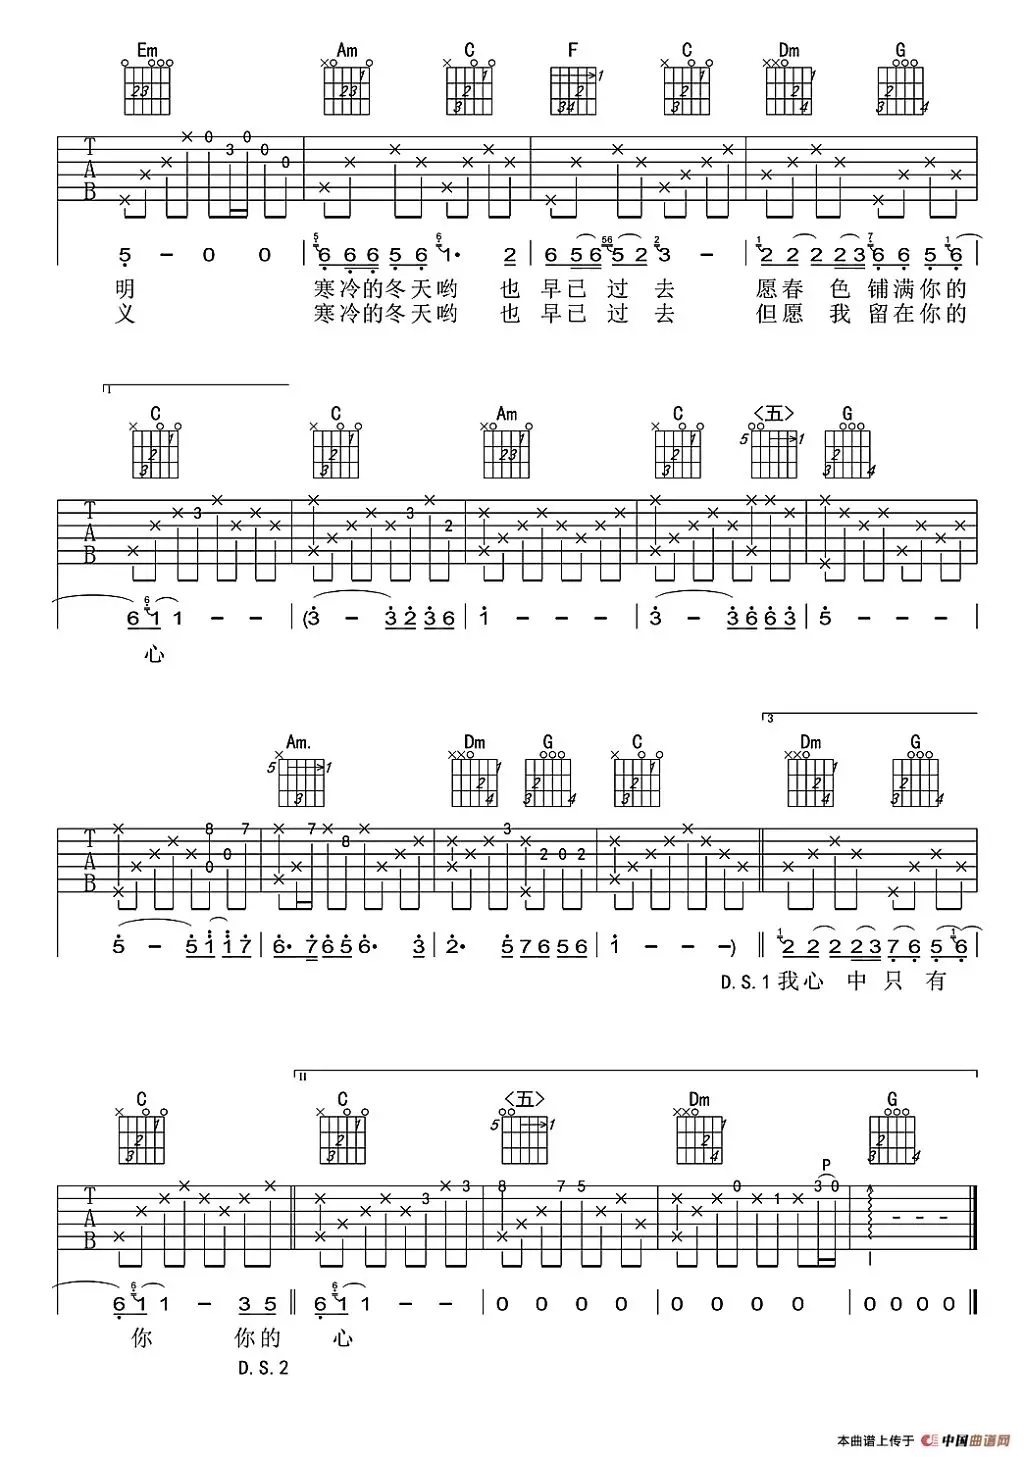 Em Am C F C Dm G
5 - 0 0 6 6 6 5 6 1· 2 6 5 6 5 2 3 - 2 2 2 2 3 6 6 5 6
明 寒冷的冬天哟 也 早已 过 去 愿春 色 铺满你的
义 寒冷的冬天哟 也 早已 过 去 但愿 我 留在你的
I
C C Am C <五> G
6 1 1 - - - (3 - 3 2 3 6 1 - - - 3 - 3 6 6 3 5 - - -
心
3
Am. Dm G C Dm G
5 - 5 1 1 7 6· 7 6 5 6· 3 2· 5 7 6 5 6 1 - - -) 2 2 2 2 3 7 6 5 6
D.S.1 我心 中 只 有
II
C C <五> Dm G
P
6 1 1 - 3 5 6 1 1 - - 0 0 0 0 0 0 0 0 0 0 0 0
你 你的 心
D.S.2
本曲谱上传于 中国曲谱网